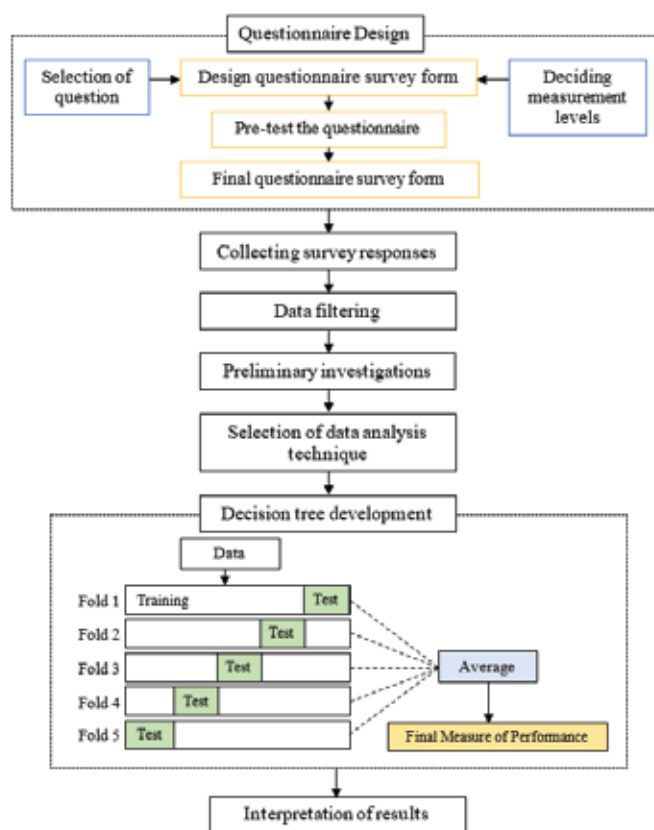 Questionnaire Design
Selection of
question
Design questionnaire survey form
Deciding
measurement
levels
Pre-test the questionnaire
Final questionnaire survey form
Collecting survey responses
Data filtering
Preliminary investigations
Selection of data analysis
technique
Decision tree development
Data
Fold 1 Training Test
Fold 2 Test
Fold 3 Test
Fold 4 Test
Fold 5 Test
Average
Final Measure of Performance
Interpretation of results